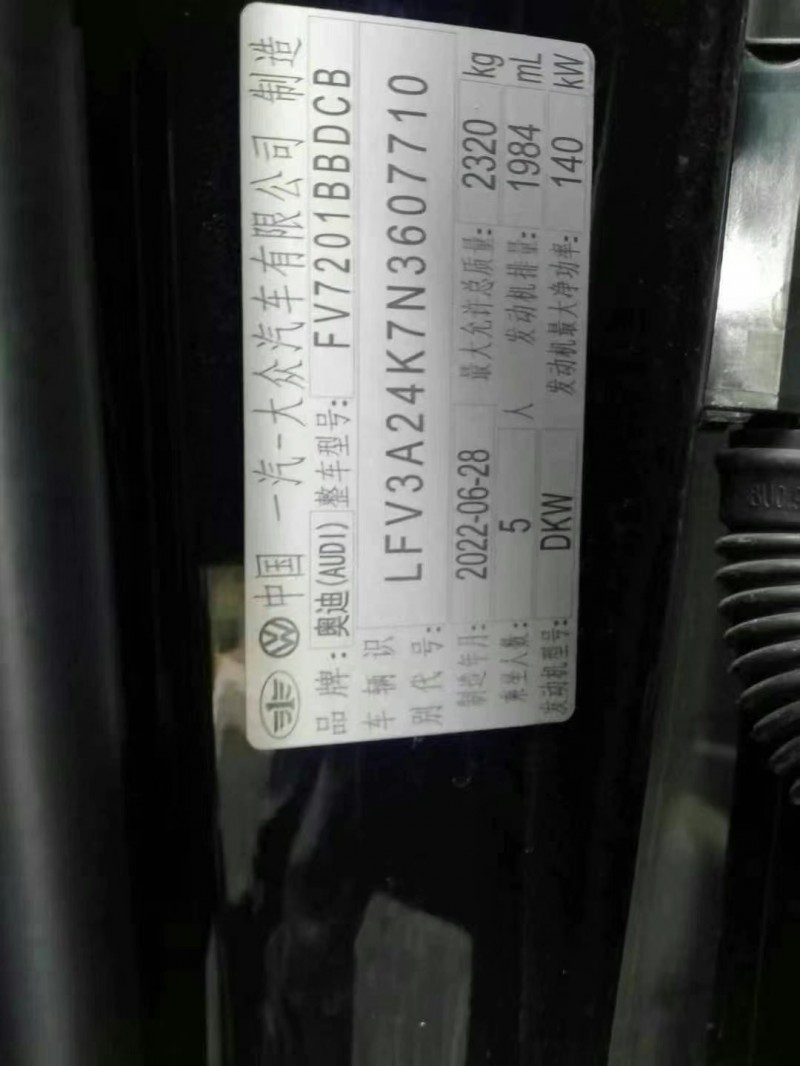 中国 一汽-大众汽车有限公司 制造
品牌: 奥迪(AUDI) 整车型号: FV7201BBDCB
车辆识别代号: LFV3A24K7N3607710
制造年月: 2022-06-28 最大允许总质量: 2320 kg
乘坐人数: 5 人 发动机排量: 1984 mL
发动机型号: DKW 发动机最大净功率: 140 kW